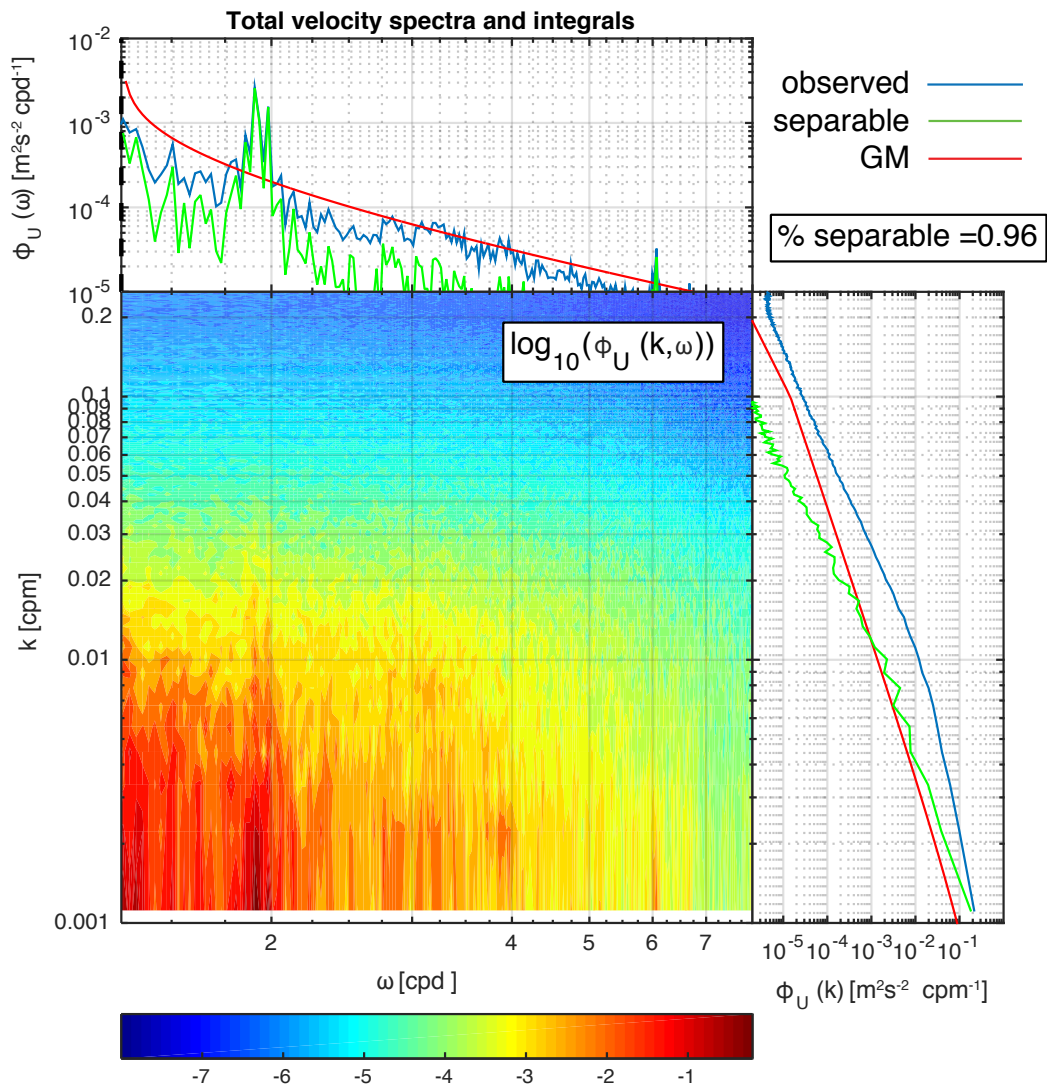 Total velocity spectra and integrals
10⁻²
10⁻³
10⁻⁴
10⁻⁵
ϕ_U (ω) [m²s⁻² cpd⁻¹]
observed
separable
GM
% separable =0.96
log₁₀(ϕ_U (k,ω))
0.2
0.1
0.09
0.08
0.07
0.06
0.05
0.04
0.03
0.02
0.01
0.001
k [cpm]
2 4 5 6 7
ω [cpd ]
10⁻⁵ 10⁻⁴ 10⁻³ 10⁻² 10⁻¹
ϕ_U (k) [m²s⁻² cpm⁻¹]
-7 -6 -5 -4 -3 -2 -1